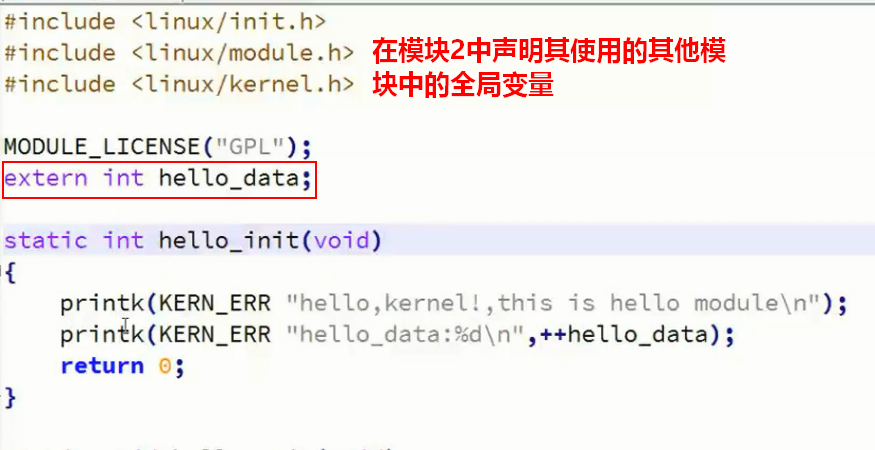 #include <linux/init.h>
#include <linux/module.h>
#include <linux/kernel.h>
在模块2中声明其使用的其他模
块中的全局变量
MODULE_LICENSE("GPL");
extern int hello_data;
static int hello_init(void)
{
    printk(KERN_ERR "hello,kernel!,this is hello module\n");
    printk(KERN_ERR "hello_data:%d\n",++hello_data);
    return 0;
}